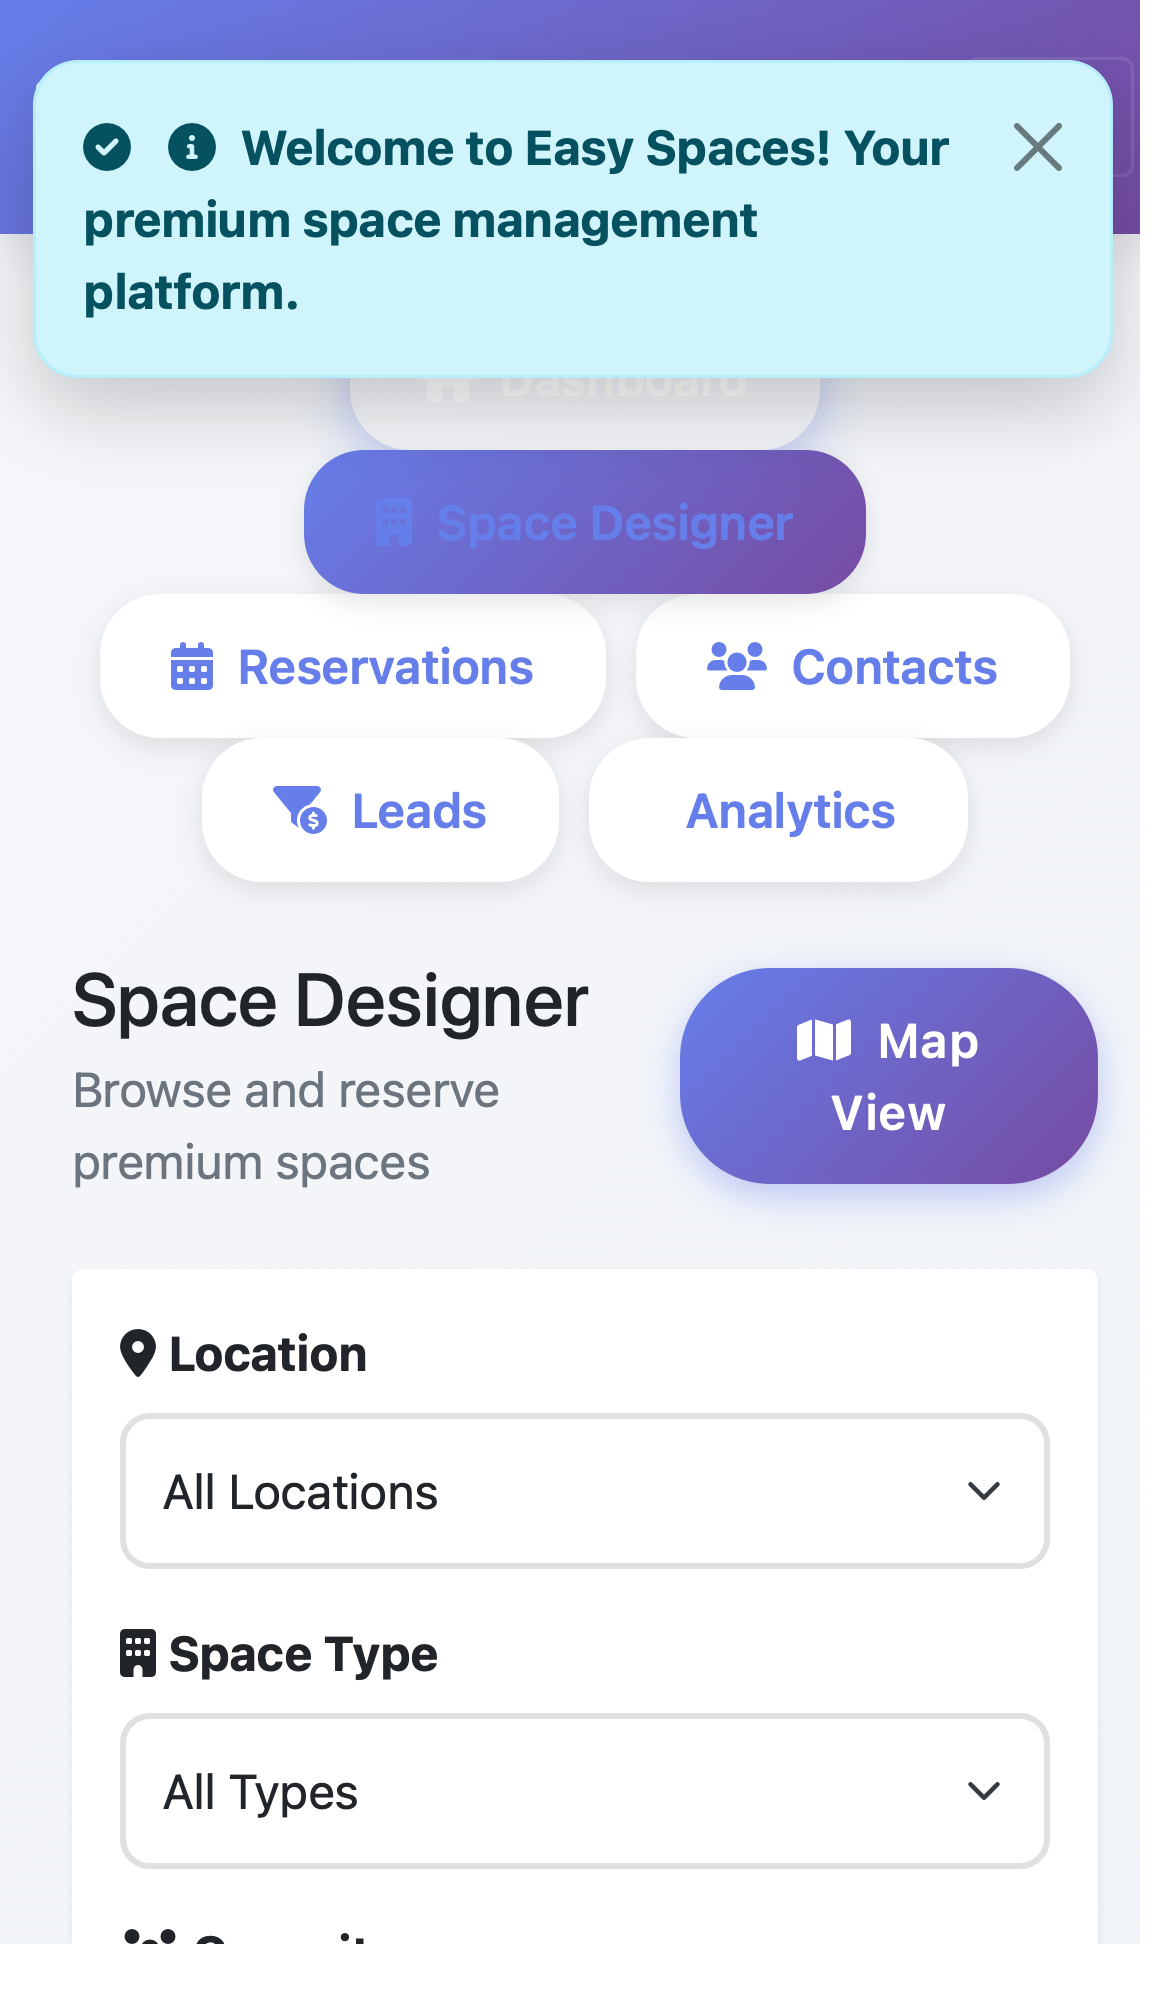 Welcome to Easy Spaces! Your
premium space management
platform.
Dashboard
Space Designer
Reservations
Contacts
Leads
Analytics
Space Designer
Browse and reserve
premium spaces
Map
View
Location
All Locations
Space Type
All Types